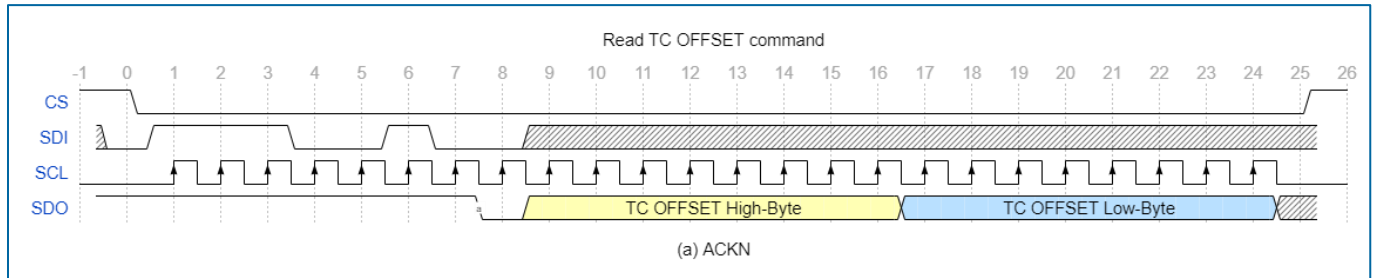 Read TC OFFSET command
-1 0 1 2 3 4 5 6 7 8 9 10 11 12 13 14 15 16 17 18 19 20 21 22 23 24 25 26
CS
SDI
SCL
SDO a TC OFFSET High-Byte TC OFFSET Low-Byte
(a) ACKN